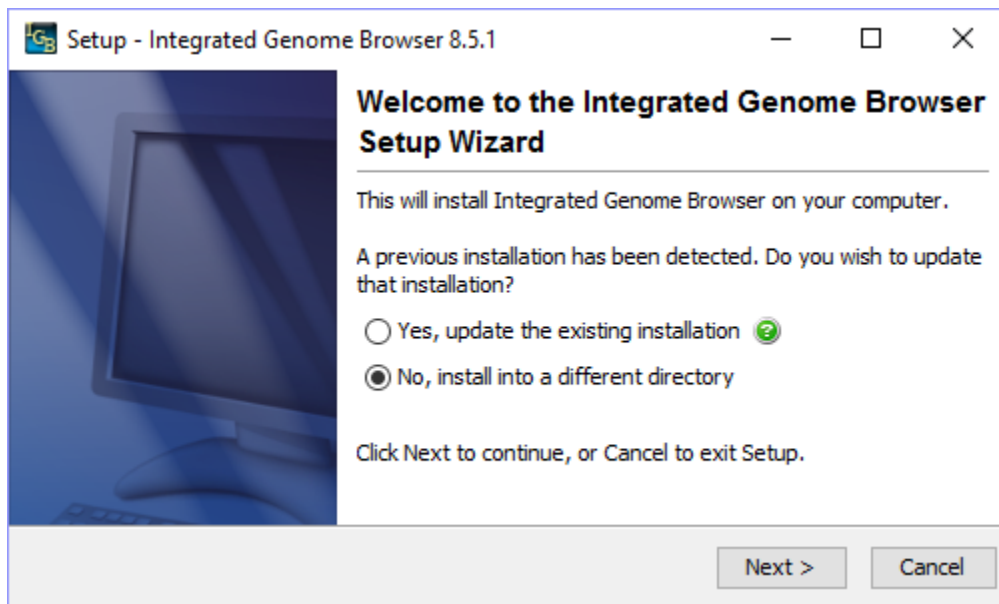 IGB Setup - Integrated Genome Browser 8.5.1
Welcome to the Integrated Genome Browser
Setup Wizard
This will install Integrated Genome Browser on your computer.
A previous installation has been detected. Do you wish to update
that installation?
Yes, update the existing installation ?
No, install into a different directory
Click Next to continue, or Cancel to exit Setup.
Next > Cancel